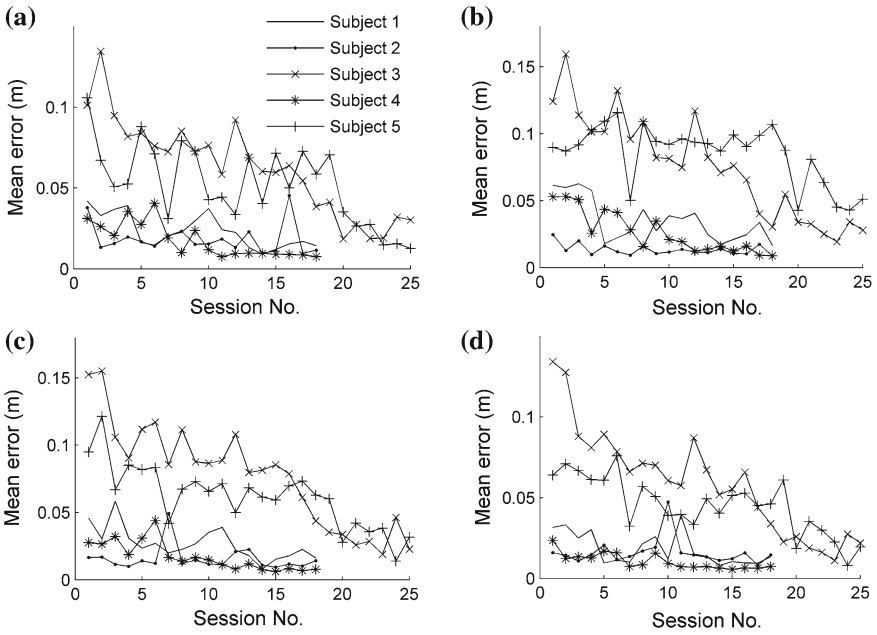 (a)
Subject 1
Subject 2
Subject 3
Subject 4
Subject 5
Mean error (m)
0.1
0.05
0
0 5 10 15 20 25
Session No.
(b)
Mean error (m)
0.15
0.1
0.05
0
0 5 10 15 20 25
Session No.
(c)
Mean error (m)
0.15
0.1
0.05
0
0 5 10 15 20 25
Session No.
(d)
Mean error (m)
0.1
0.05
0
0 5 10 15 20 25
Session No.